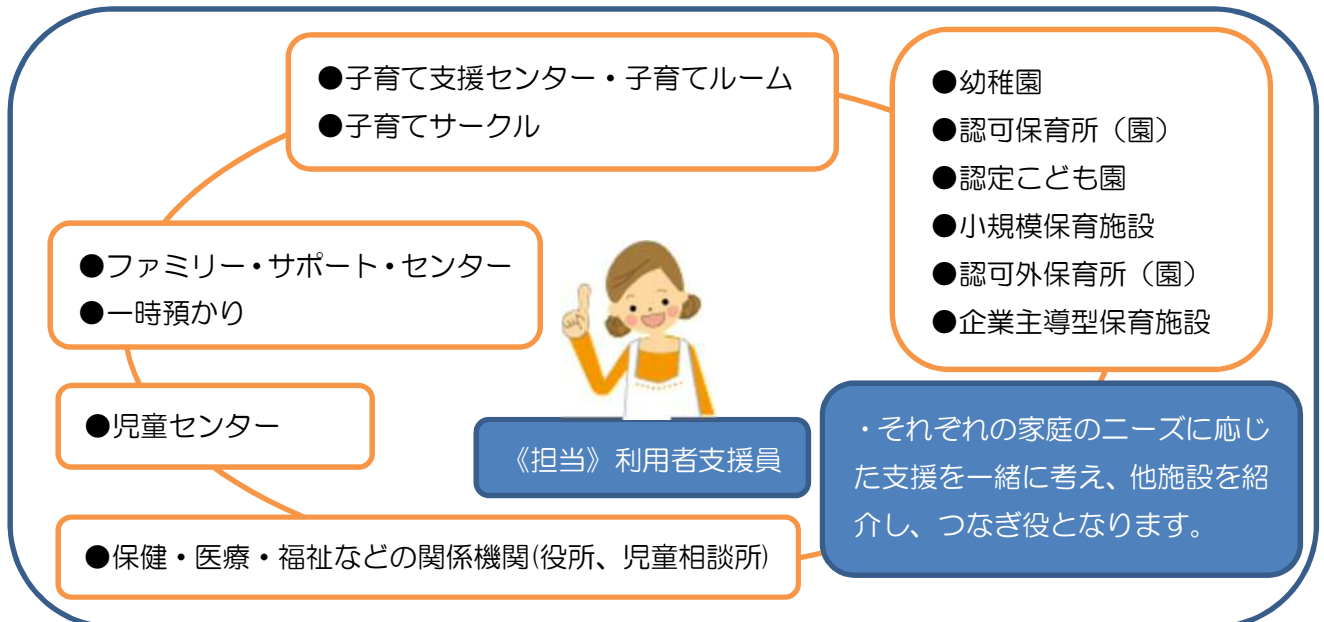 ●子育て支援センター・子育てルーム
●子育てサークル
●幼稚園
●認可保育所（園）
●認定こども園
●小規模保育施設
●認可外保育所（園）
●企業主導型保育施設
●ファミリー・サポート・センター
●一時預かり
●児童センター
《担当》利用者支援員
・それぞれの家庭のニーズに応じ
た支援を一緒に考え、他施設を紹
介し、つなぎ役となります。
●保健・医療・福祉などの関係機関(役所、児童相談所)